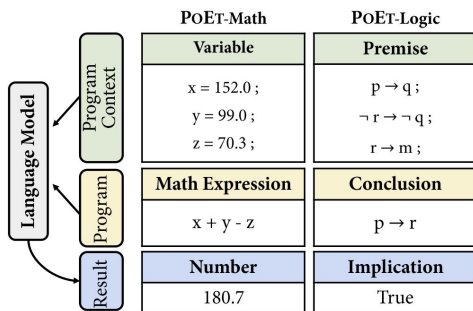 POET-Math
POET-Logic
Language Model
Program Context
Variable
x = 152.0 ;
y = 99.0 ;
z = 70.3 ;
Premise
p → q ;
¬ r → ¬ q ;
r → m ;
Program
Math Expression
x + y - z
Conclusion
p → r
Result
Number
180.7
Implication
True